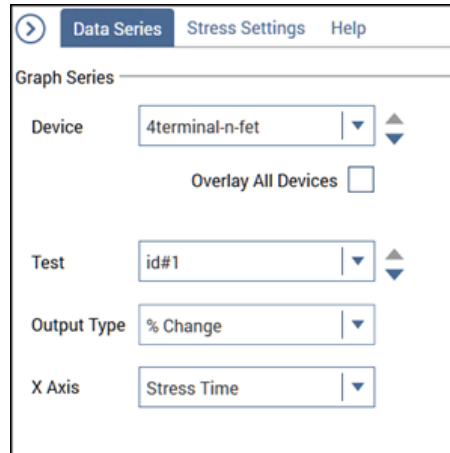 Data Series Stress Settings Help
Graph Series
Device 4terminal-n-fet
Overlay All Devices
Test id#1
Output Type % Change
X Axis Stress Time